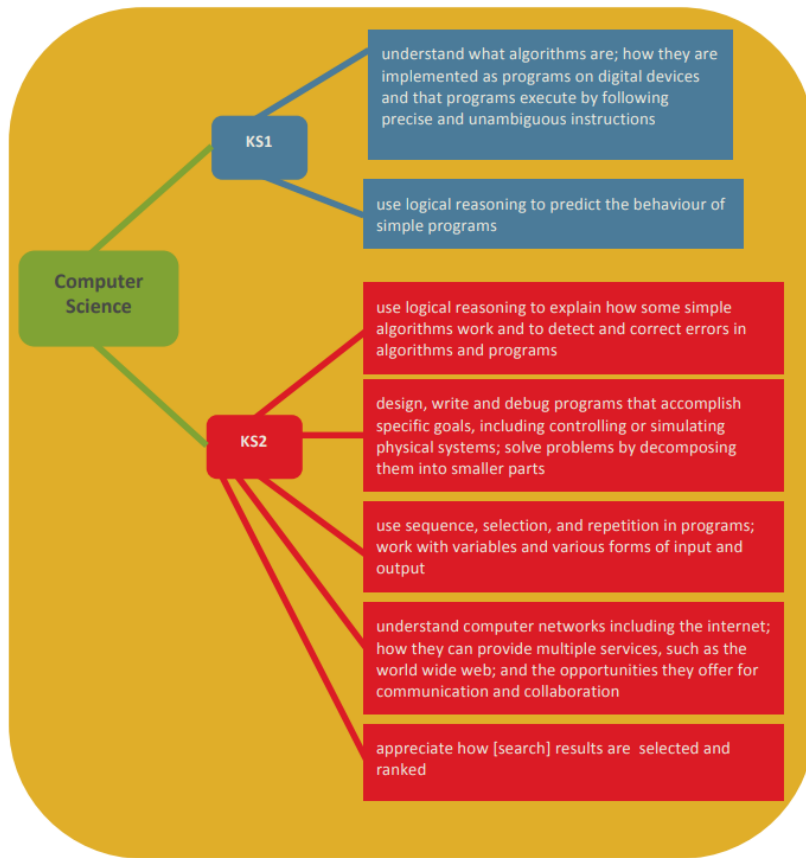 understand what algorithms are; how they are
implemented as programs on digital devices
and that programs execute by following
precise and unambiguous instructions
KS1
use logical reasoning to predict the behaviour of
simple programs
Computer
Science
use logical reasoning to explain how some simple
algorithms work and to detect and correct errors in
algorithms and programs
design, write and debug programs that accomplish
specific goals, including controlling or simulating
physical systems; solve problems by decomposing
them into smaller parts
KS2
use sequence, selection, and repetition in programs;
work with variables and various forms of input and
output
understand computer networks including the internet;
how they can provide multiple services, such as the
world wide web; and the opportunities they offer for
communication and collaboration
appreciate how [search] results are selected and
ranked